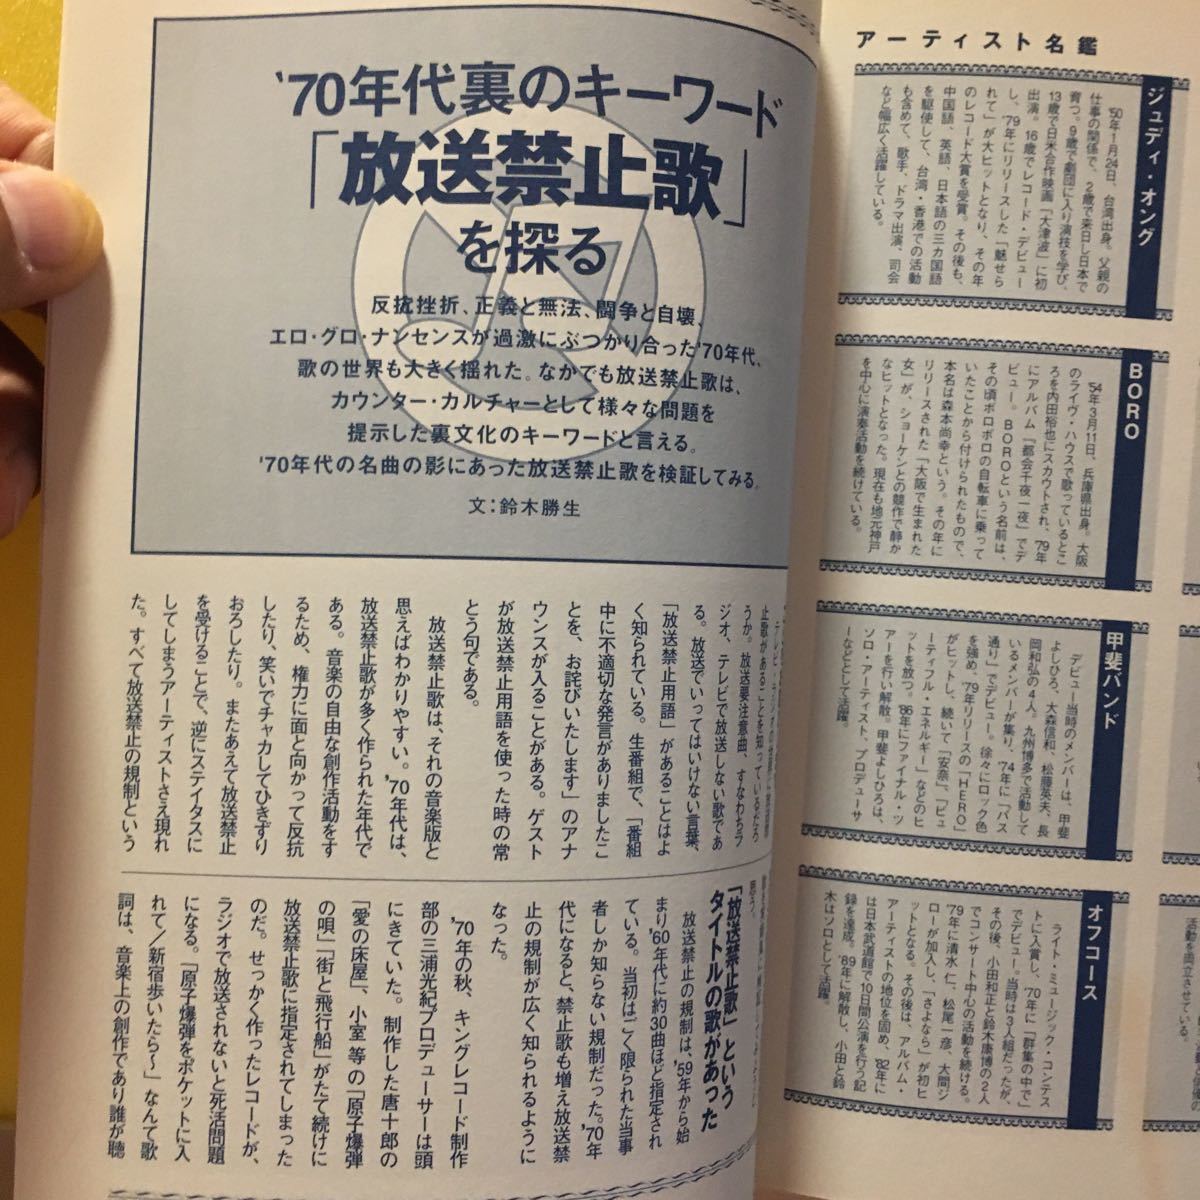 '70年代裏のキーワード
「放送禁止歌」
を探る
反抗挫折、正義と無法、闘争と自壊、
エロ・グロ・ナンセンスが過激にぶつかり合った'70年代、
歌の世界も大きく揺れた。なかでも放送禁止歌は、
カウンター・カルチャーとして様々な問題を
提示した裏文化のキーワードと言える。
'70年代の名曲の影にあった放送禁止歌を検証してみる。
文：鈴木勝生
止歌があることを知っているだろ
うか。放送要注意曲、すなわちラ
ジオ、テレビで放送しない歌であ
る。放送でいってはいけない言葉、
「放送禁止用語」があることはよ
く知られている。生番組で、「番組
中に不適切な発言がありましたこ
とを、お詫びいたします」のアナ
ウンスが入ることがある。ゲスト
が放送禁止用語を使った時の常
とう句である。
放送禁止歌は、それの音楽版と
思えばわかりやすい。'70年代は、
放送禁止歌が多く作られた年代で
ある。音楽の自由な創作活動をす
るため、権力に面と向かって反抗
したり、笑いでチャカしてひきずり
おろしたり。またあえて放送禁止
を受けることで、逆にステイタスに
してしまうアーティストさえ現れ
た。すべて放送禁止の規制という
思う。
「放送禁止歌」という
タイトルの歌があった
放送禁止の規制は、'59年から始
まり'60年代に約30曲ほど指定され
ている。当初はごく限られた当事
者しか知らない規制だった。'70年
代になると、禁止歌も増え放送禁
止の規制が広く知られるように
なった。
'70年の秋、キングレコード制作
部の三浦光紀プロデューサーは頭
にきていた。制作した唐十郎の
「愛の床屋」、小室 等の「原子爆弾
の唄」「街と飛行船」がたて続けに
放送禁止歌に指定されてしまった
のだ。せっかく作ったレコードが、
ラジオで放送されないと死活問題
になる。「原子爆弾をポケットに入
れて/新宿歩いたら〜」なんて歌
詞は、音楽上の創作であり誰が聴
アーティスト名鑑
ジュディ・オング
'50年1月24日、台湾出身。父親の
仕事の関係で、2歳で来日し日本で
育つ。9歳で劇団に入り演技を学び、
13歳で日米合作映画「大津波」に初
出演。16歳でレコード・デビュー
し、'79年にリリースした「魅せら
れて」が大ヒットとなり、その年
のレコード大賞を受賞。その後も、
中国語、英語、日本語の三カ国語
を駆使して、台湾・香港での活動
も含めて、歌手、ドラマ出演、司会
など幅広く活躍している。
BORO
'54年3月11日、兵庫県出身。大阪
のライヴ・ハウスで歌っているとこ
ろを内田裕也にスカウトされ、'79年
にアルバム『都会千夜一夜』でデ
ビュー。BOROという名前は、
その頃ボロボロの自転車に乗って
いたことから付けられたもので、
本名は森本尚幸という。その年に
リリースされた「大阪で生まれた
女」が、ショーケンとの競作で静か
なヒットとなった。現在も地元神戸
を中心に演奏活動を続けている。
甲斐バンド
デビュー当時のメンバーは、甲斐
よしひろ、大森信和、松藤英夫、長
岡和弘の4人。九州博多で活動して
いるメンバーが集り、'74年に「バス
通り」でデビュー。徐々にロック色
を強め、'79年リリースの「HERO」
がヒットし、続いて「安奈」、「ビュ
ーティフル・エネルギー」などのヒ
ットを放つ。'86年にファイナル・ツ
アーを行い解散。甲斐よしひろは、
ソロ・アーティスト、プロデューサ
ーなどとして活躍。
オフコース
ライト・ミュージック・コンテス
トに入賞し、'70年に「群集の中で」
でデビュー。当時は3人組だったが、
その後、小田和正と鈴木康博の2人
でコンサート中心の活動を続ける。
'79年に清水 仁、松尾一彦、大間ジ
ローが加入し、「さよなら」が初ヒ
ットとなる。その後は、アルバム・
アーティストの地位を固め、'82年に
は日本武道館で10日間公演を行う記
録を達成。'89年に解散し、小田と鈴
木はソロとして活躍。
活動を両立させている。